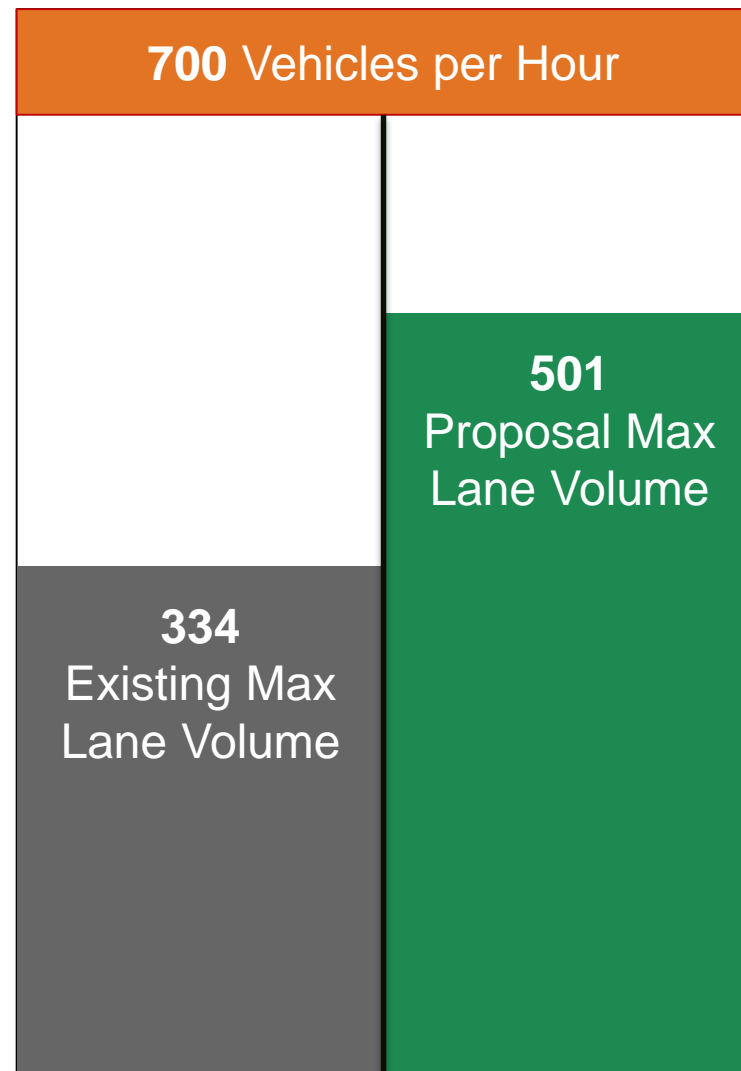 700 Vehicles per Hour
501
Proposal Max
Lane Volume
334
Existing Max
Lane Volume